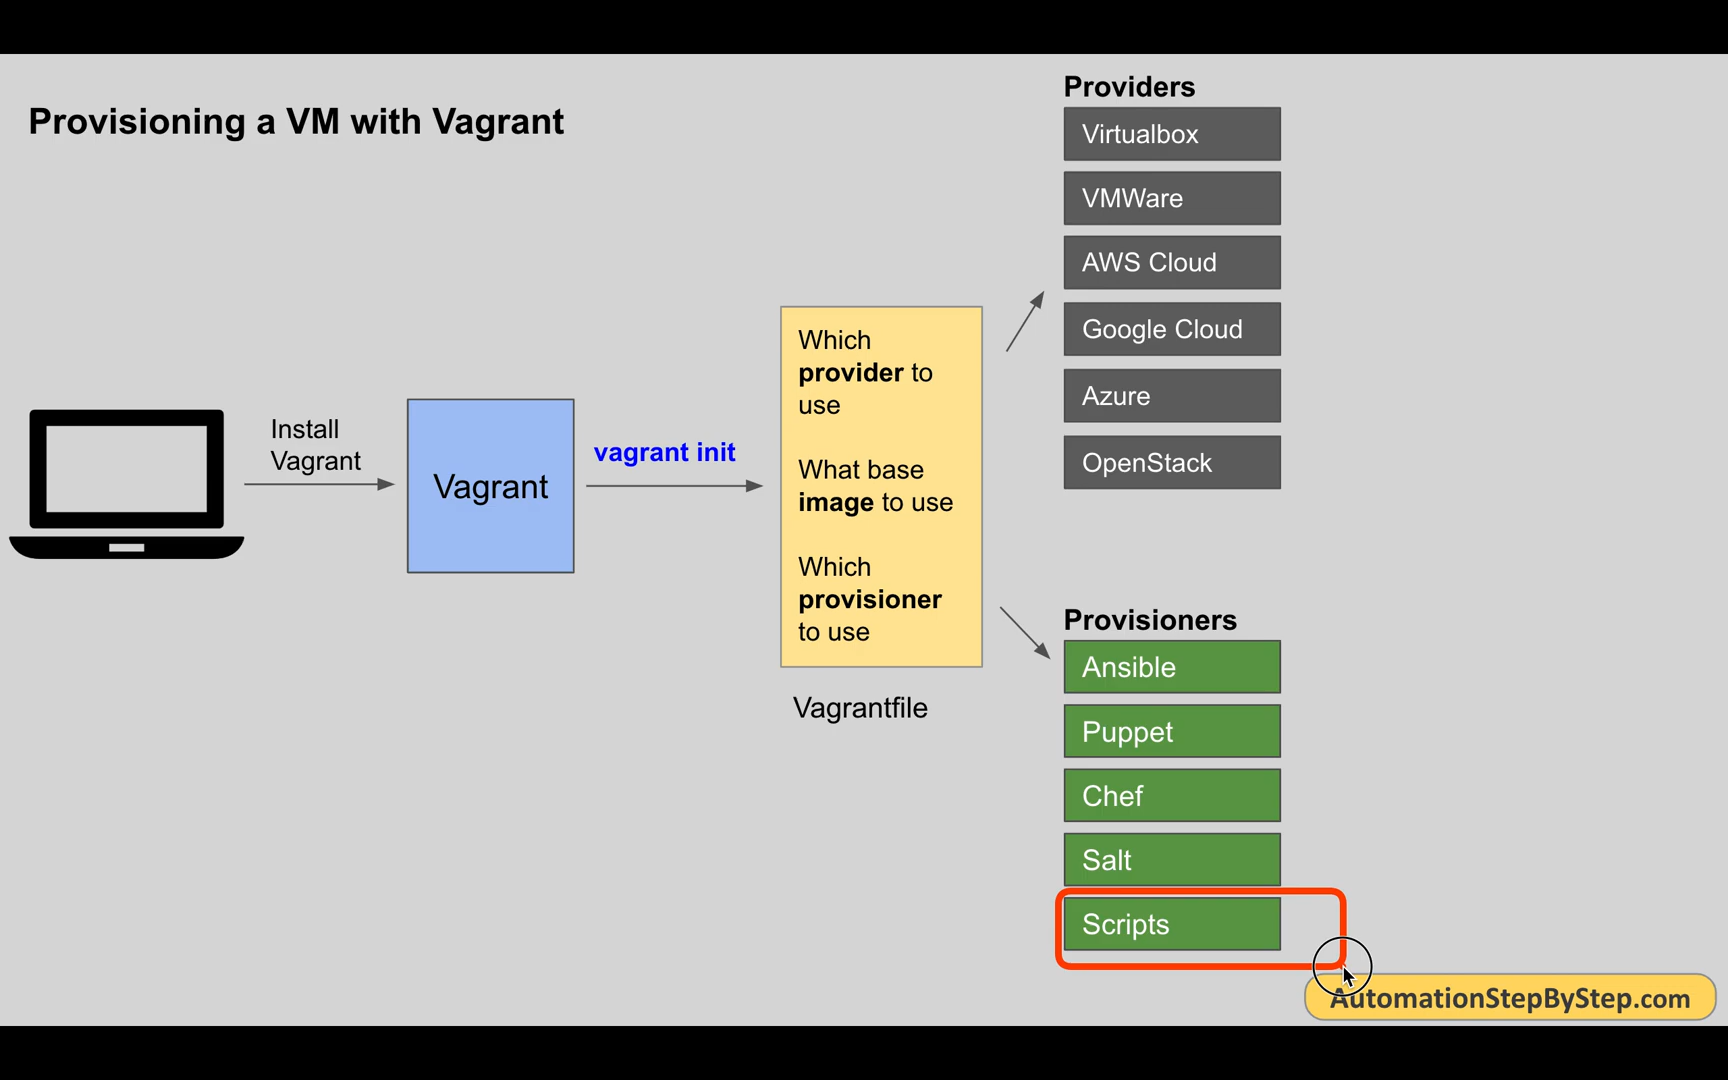 Provisioning a VM with Vagrant
Install
Vagrant
Vagrant
vagrant init
Which
provider to
use
What base
image to use
Which
provisioner
to use
Vagrantfile
Providers
Virtualbox
VMWare
AWS Cloud
Google Cloud
Azure
OpenStack
Provisioners
Ansible
Puppet
Chef
Salt
Scripts
AutomationStepByStep.com